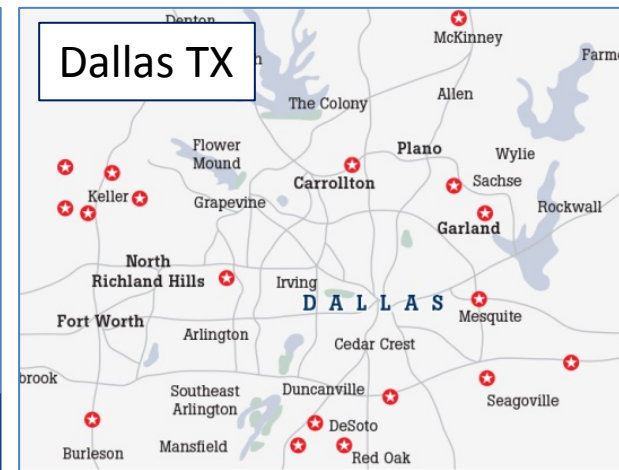 Denton
McKinney
Dallas TX
The Colony
Allen
Flower
Mound
Plano
Wylie
Carrollton
Sachse
Keller
Grapevine
Garland
Rockwall
North
Richland Hills
Irving
DALLAS
Mesquite
Fort Worth
Arlington
Cedar Crest
brook
Southeast
Arlington
Duncanville
Seagoville
DeSoto
Burleson
Mansfield
Red Oak